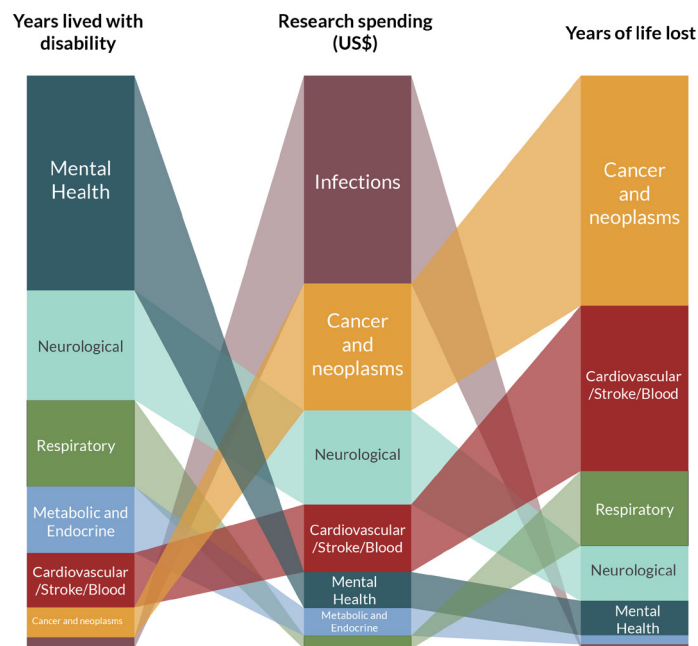 Years lived with
disability
Research spending
(US$)
Years of life lost
Mental
Health
Neurological
Respiratory
Metabolic and
Endocrine
Cardiovascular
/Stroke/Blood
Cancer and neoplasms
Infections
Cancer
and
neoplasms
Neurological
Cardiovascular
/Stroke/Blood
Mental
Health
Metabolic and
Endocrine
Cancer
and
neoplasms
Cardiovascular
/Stroke/Blood
Respiratory
Neurological
Mental
Health